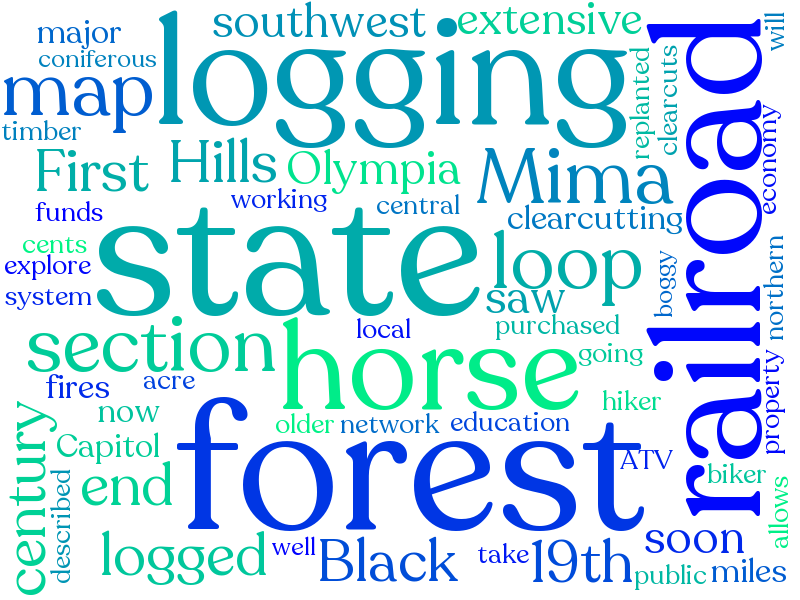 major
southwest
extensive
will
coniferous
map
logging
railroad
timber
replanted
clearcuts
First
Hills
Olympia
Mima
economy
funds
working
central
clearcutting
cents
state
loop
explore
boggy
northern
system
saw
section
local
purchased
horse
going
fires
acre
property
now
older
network
education
hiker
century
Capitol
forest
ATV
end
biker
described
allows
logged
well
Black
take
19th
soon
public
miles